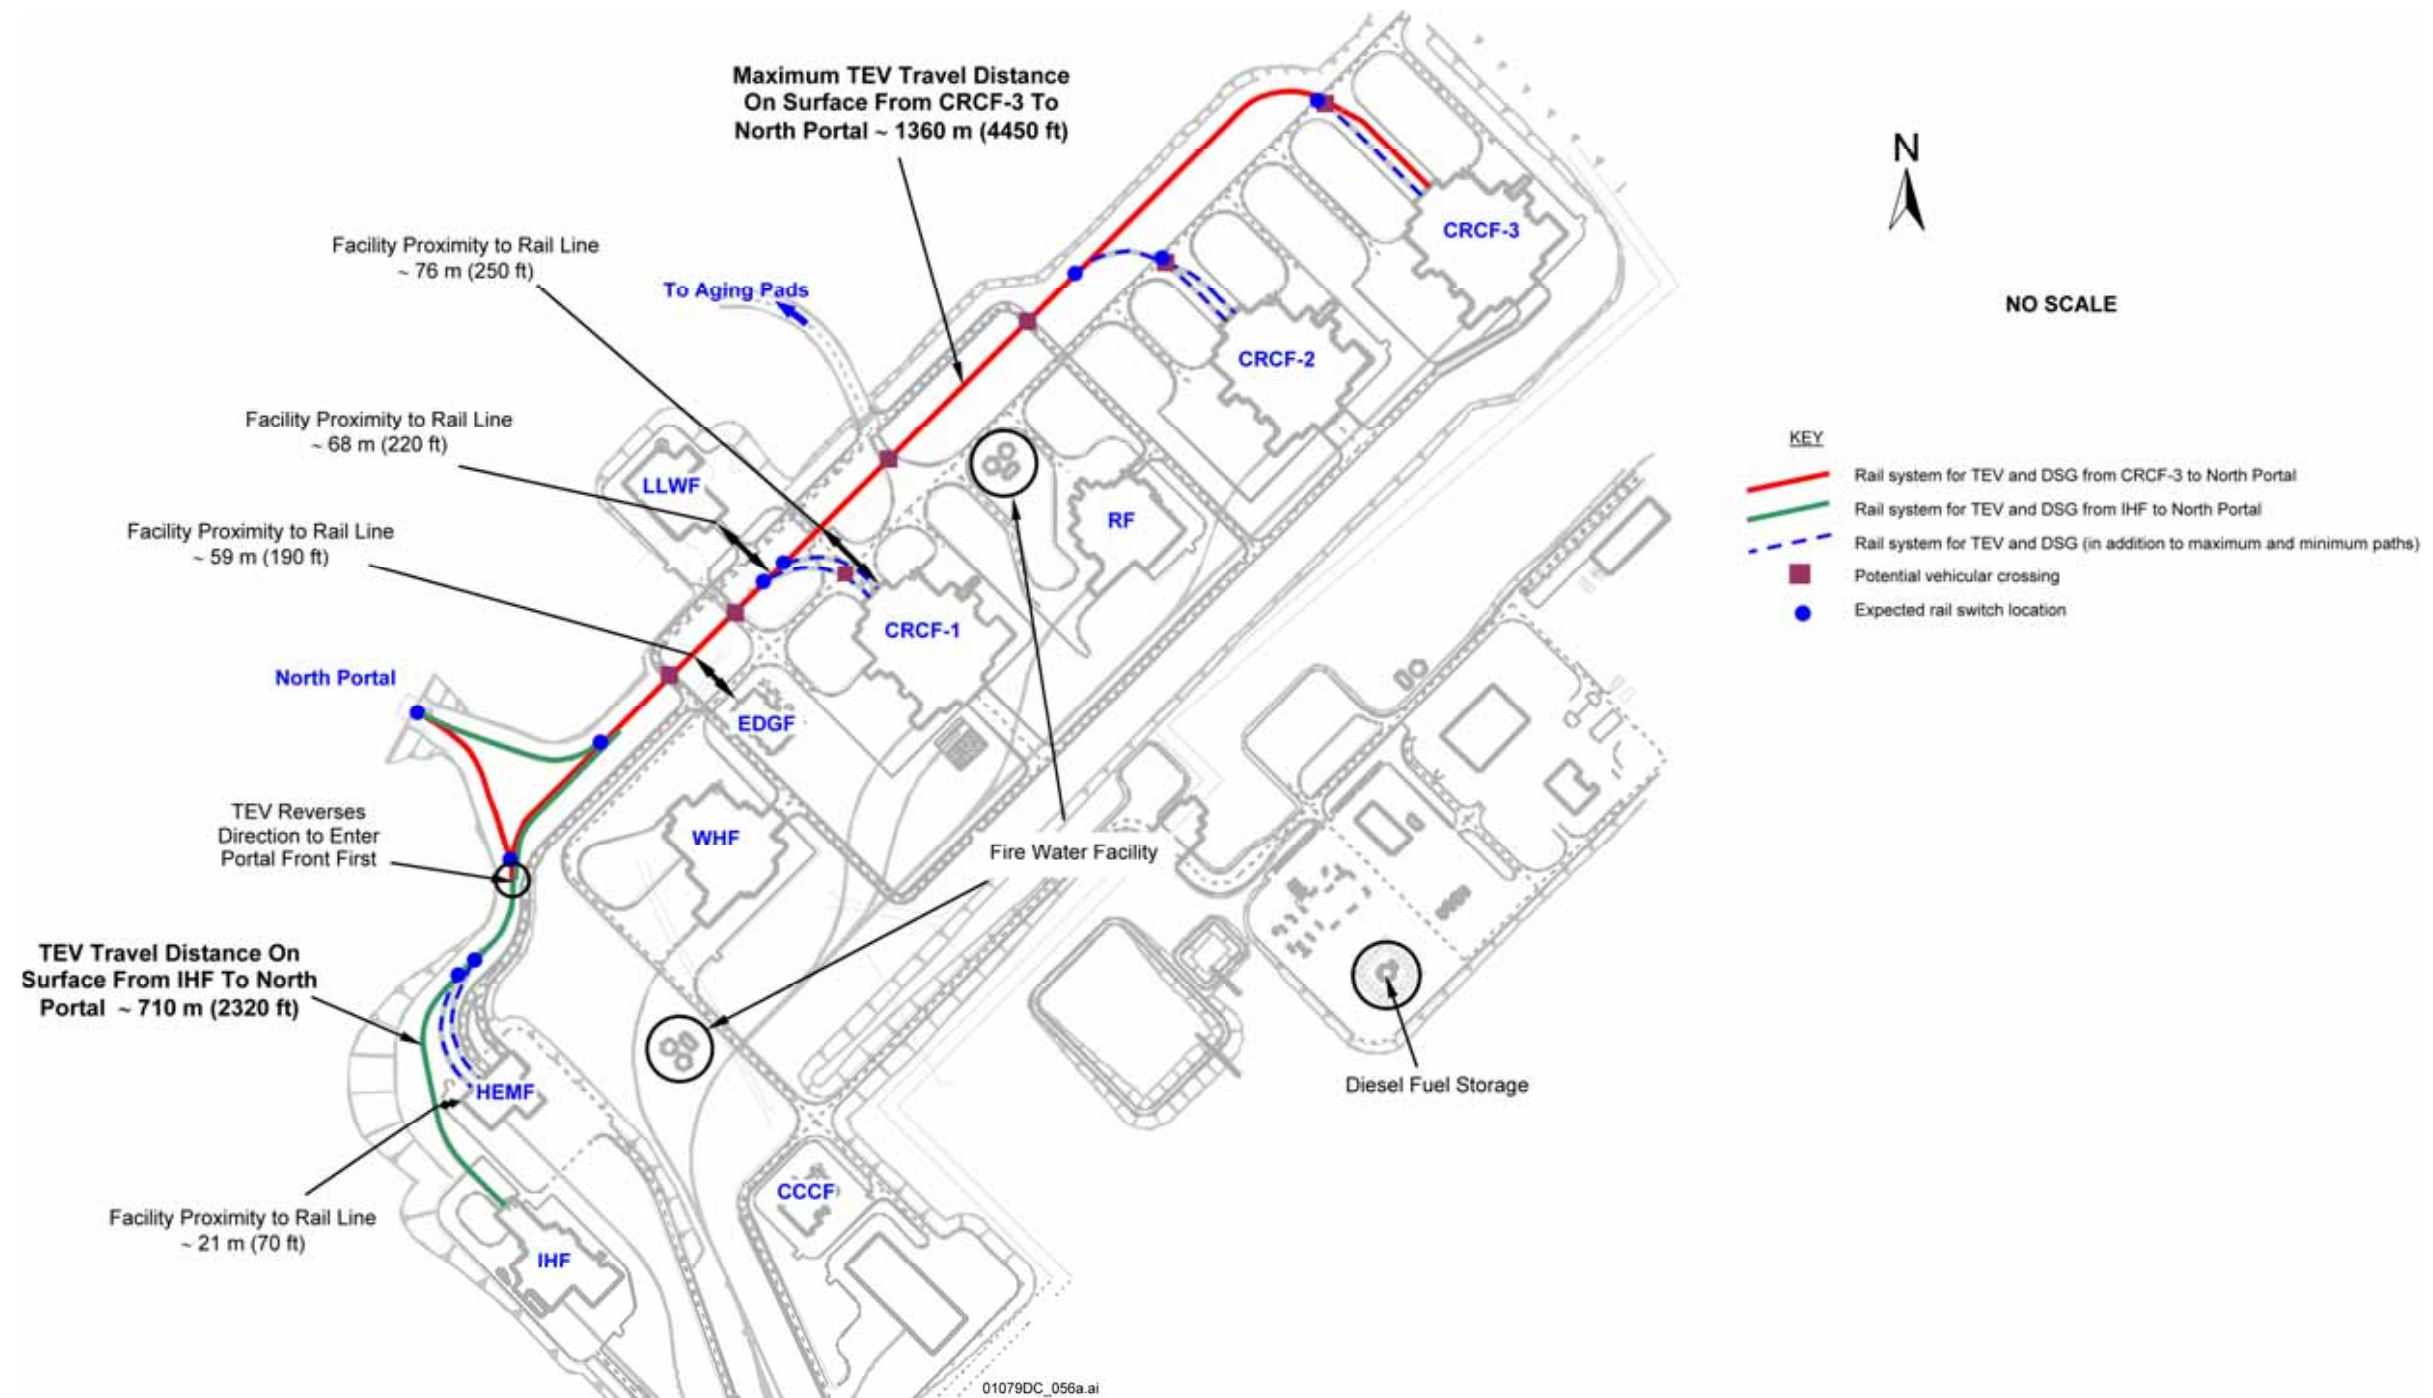 Maximum TEV Travel Distance
On Surface From CRCF-3 To
North Portal ~ 1360 m (4450 ft)
N
CRCF-3
Facility Proximity to Rail Line
~ 76 m (250 ft)
To Aging Pads
NO SCALE
CRCF-2
Facility Proximity to Rail Line
~ 68 m (220 ft)
KEY
Rail system for TEV and DSG from CRCF-3 to North Portal
Rail system for TEV and DSG from IHF to North Portal
Rail system for TEV and DSG (in addition to maximum and minimum paths)
Potential vehicular crossing
Expected rail switch location
LLWF
RF
Facility Proximity to Rail Line
~ 59 m (190 ft)
CRCF-1
North Portal
EDGF
TEV Reverses
Direction to Enter
Portal Front First
WHF
Fire Water Facility
TEV Travel Distance On
Surface From IHF To North
Portal ~ 710 m (2320 ft)
Diesel Fuel Storage
HEMF
CCCF
Facility Proximity to Rail Line
~ 21 m (70 ft)
IHF
01079DC_056a.ai